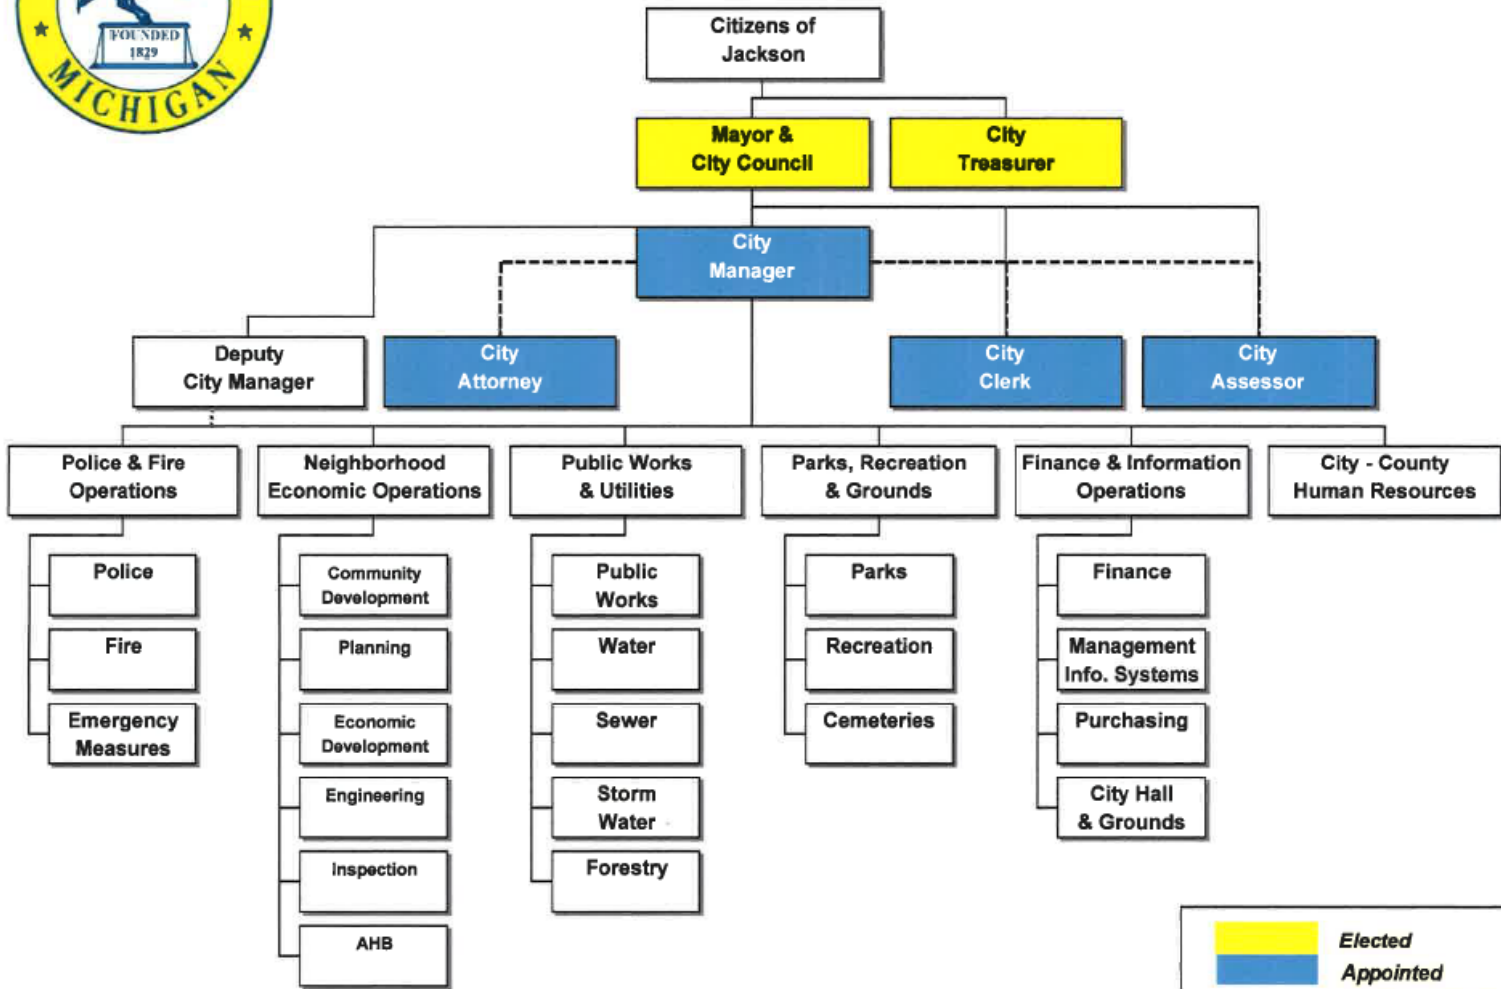 FOUNDED
1829
MICHIGAN
Citizens of
Jackson
Mayor &
City Council
City
Treasurer
City
Manager
Deputy
City Manager
City
Attorney
City
Clerk
City
Assessor
Police & Fire
Operations
Neighborhood
Economic Operations
Public Works
& Utilities
Parks, Recreation
& Grounds
Finance & Information
Operations
City - County
Human Resources
Police
Fire
Emergency
Measures
Community
Development
Planning
Economic
Development
Engineering
Inspection
AHB
Public
Works
Water
Sewer
Storm
Water
Forestry
Parks
Recreation
Cemeteries
Finance
Management
Info. Systems
Purchasing
City Hall
& Grounds
Elected
Appointed